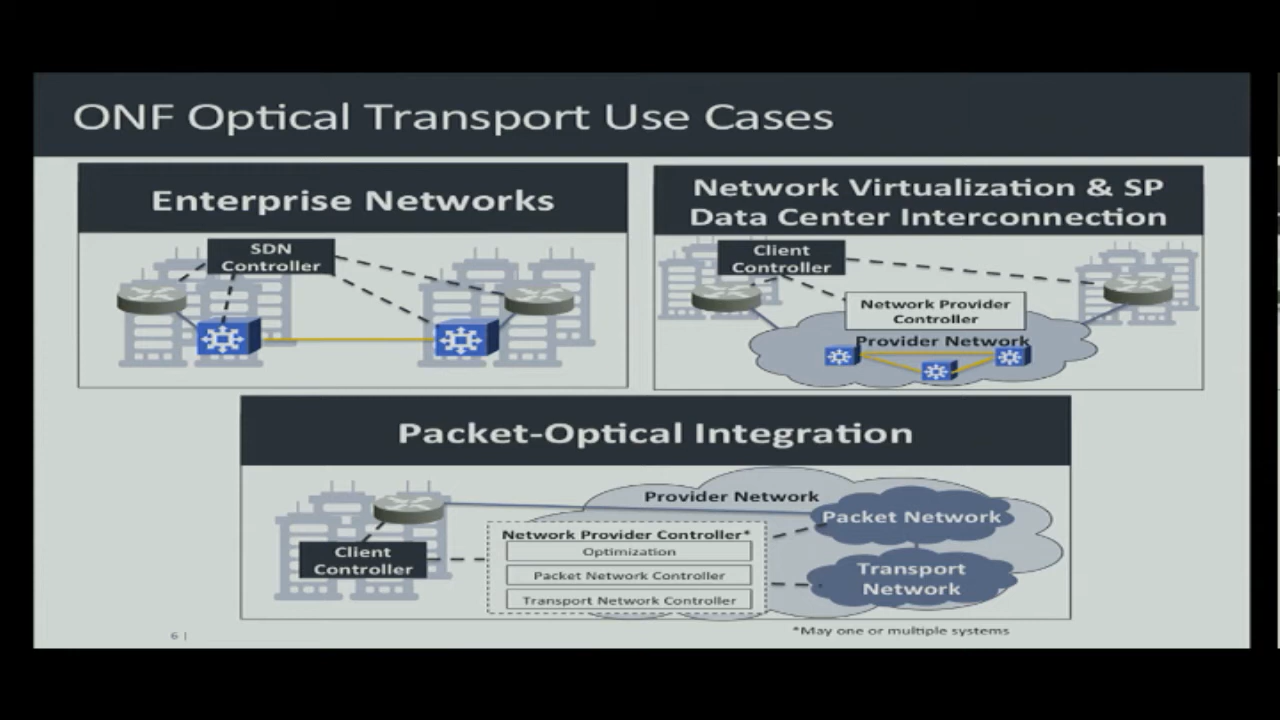 ONF Optical Transport Use Cases
Enterprise Networks
SDN
Controller
Network Virtualization & SP
Data Center Interconnection
Client
Controller
Network Provider
Controller
Provider Network
Packet-Optical Integration
Client
Controller
Provider Network
Network Provider Controller*
Optimization
Packet Network Controller
Transport Network Controller
Packet Network
Transport
Network
*May one or multiple systems
6 |